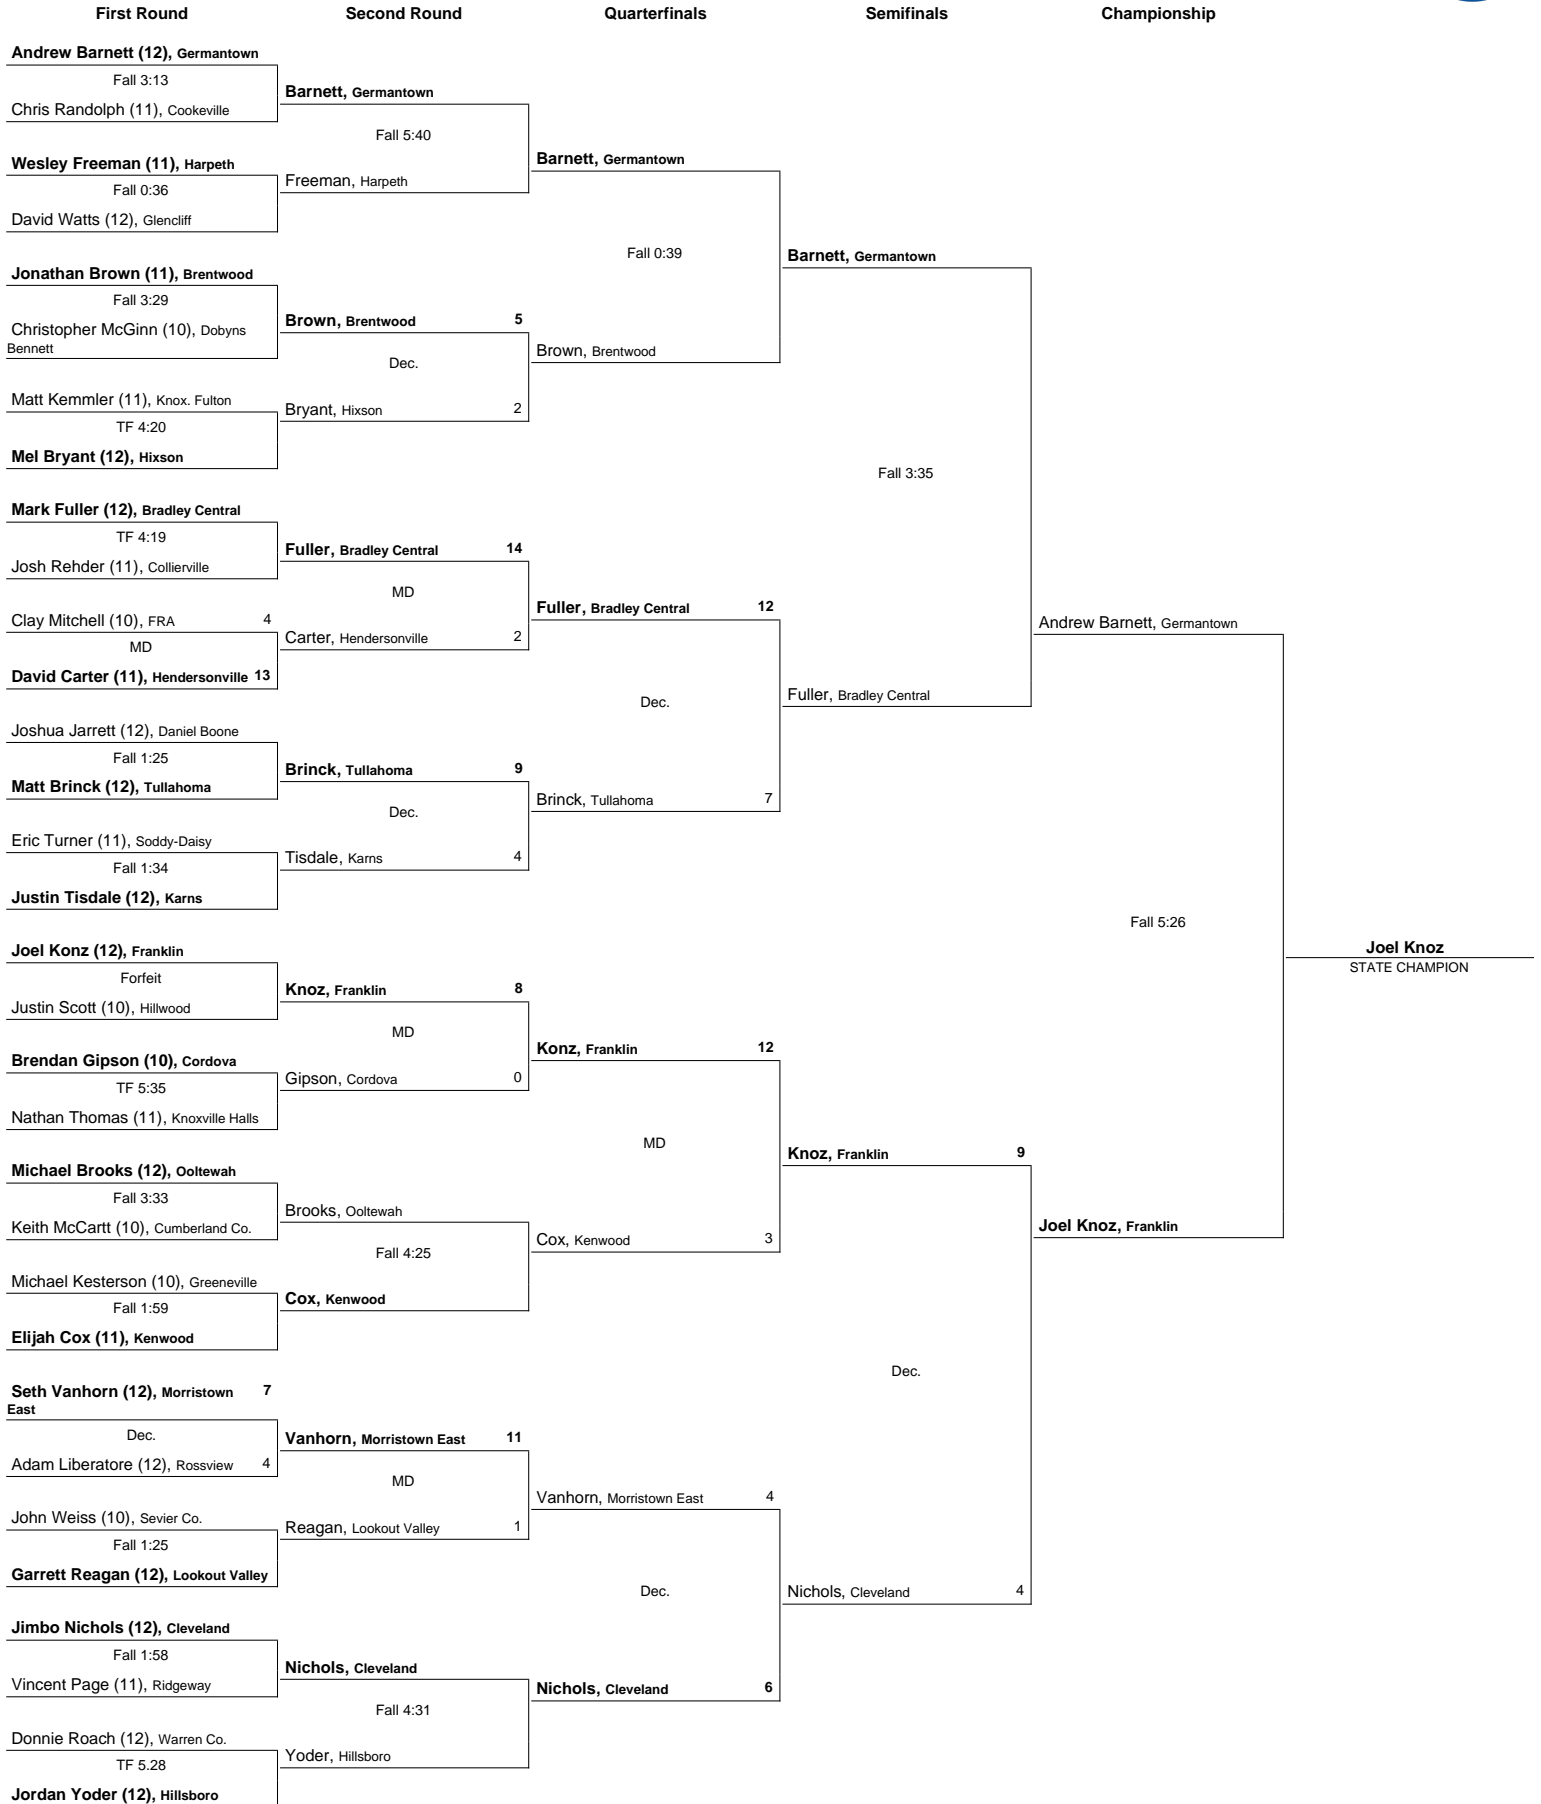 First Round Second Round Quarterfinals Semifinals Championship
Andrew Barnett (12), Germantown
Fall 3:13
Chris Randolph (11), Cookeville
Wesley Freeman (11), Harpeth
Fall 0:36
David Watts (12), Glencliff
Jonathan Brown (11), Brentwood
Fall 3:29
Christopher McGinn (10), Dobyns
Bennett
Matt Kemmler (11), Knox. Fulton
TF 4:20
Mel Bryant (12), Hixson
Mark Fuller (12), Bradley Central
TF 4:19
Josh Rehder (11), Collierville
Clay Mitchell (10), FRA 4
MD
David Carter (11), Hendersonville 13
Joshua Jarrett (12), Daniel Boone
Fall 1:25
Matt Brinck (12), Tullahoma
Eric Turner (11), Soddy-Daisy
Fall 1:34
Justin Tisdale (12), Karns
Joel Konz (12), Franklin
Forfeit
Justin Scott (10), Hillwood
Brendan Gipson (10), Cordova
TF 5:35
Nathan Thomas (11), Knoxville Halls
Michael Brooks (12), Ooltewah
Fall 3:33
Keith McCartt (10), Cumberland Co.
Michael Kesterson (10), Greeneville
Fall 1:59
Elijah Cox (11), Kenwood
Seth Vanhorn (12), Morristown 7
East
Dec.
Adam Liberatore (12), Rossview 4
John Weiss (10), Sevier Co.
Fall 1:25
Garrett Reagan (12), Lookout Valley
Jimbo Nichols (12), Cleveland
Fall 1:58
Vincent Page (11), Ridgeway
Donnie Roach (12), Warren Co.
TF 5.28
Jordan Yoder (12), Hillsboro
Barnett, Germantown
Fall 5:40
Freeman, Harpeth
Brown, Brentwood 5
Dec.
Bryant, Hixson 2
Fuller, Bradley Central 14
MD
Carter, Hendersonville 2
Brinck, Tullahoma 9
Dec.
Tisdale, Karns 4
Knoz, Franklin 8
MD
Gipson, Cordova 0
Brooks, Ooltewah
Fall 4:25
Cox, Kenwood
Vanhorn, Morristown East 11
MD
Reagan, Lookout Valley 1
Nichols, Cleveland
Fall 4:31
Yoder, Hillsboro
Barnett, Germantown
Fall 0:39
Brown, Brentwood
Fuller, Bradley Central 12
Dec.
Brinck, Tullahoma 7
Konz, Franklin 12
MD
Cox, Kenwood 3
Vanhorn, Morristown East 4
Dec.
Nichols, Cleveland 6
Barnett, Germantown
Fall 3:35
Fuller, Bradley Central
Knoz, Franklin 9
Dec.
Nichols, Cleveland 4
Andrew Barnett, Germantown
Fall 5:26
Joel Knoz, Franklin
Joel Knoz
STATE CHAMPION